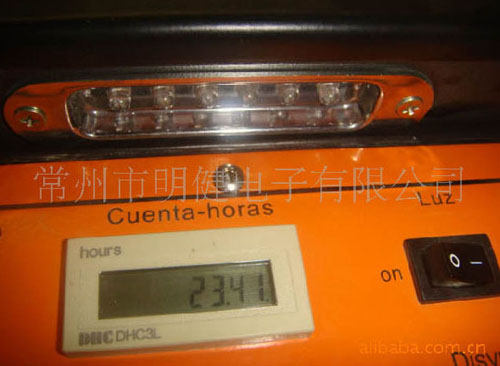 常州市明健电子有限公司
Cuenta-horas
Luz
hours
23.41
on
0 I
DHC DHC3L
alibaba.com.cn